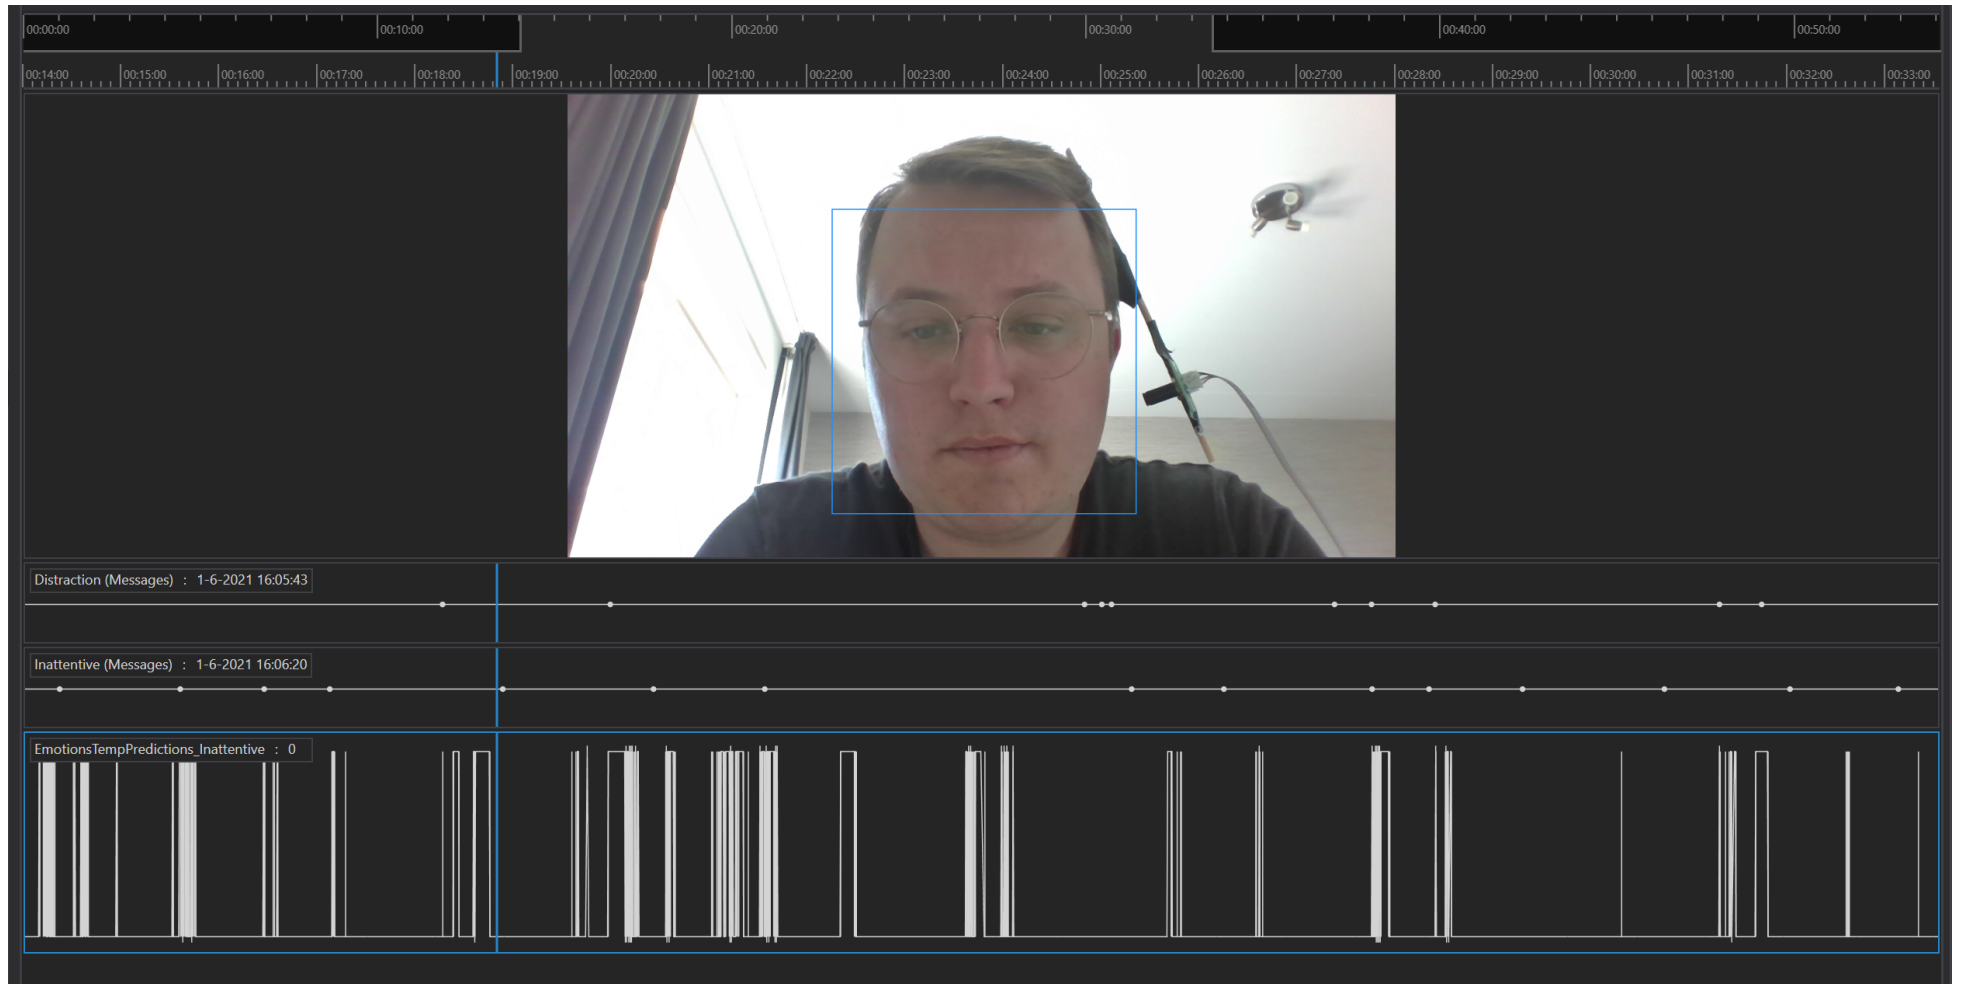 00:00:00 00:10:00 00:20:00 00:30:00 00:40:00 00:50:00
00:14:00 00:15:00 00:16:00 00:17:00 00:18:00 00:19:00 00:20:00 00:21:00 00:22:00 00:23:00 00:24:00 00:25:00 00:26:00 00:27:00 00:28:00 00:29:00 00:30:00 00:31:00 00:32:00 00:33:00
Distraction (Messages) : 1-6-2021 16:05:43
Inattentive (Messages) : 1-6-2021 16:06:20
EmotionsTempPredictions_Inattentive : 0